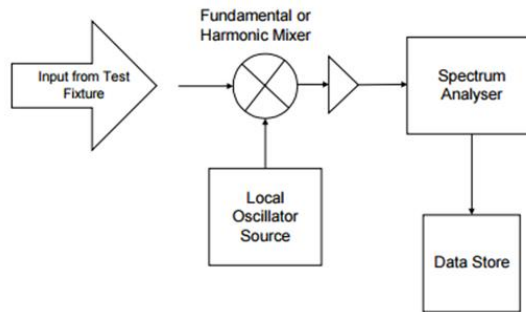 Fundamental or
Harmonic Mixer
Input from Test
Fixture
Spectrum
Analyser
Local
Oscillator
Source
Data Store